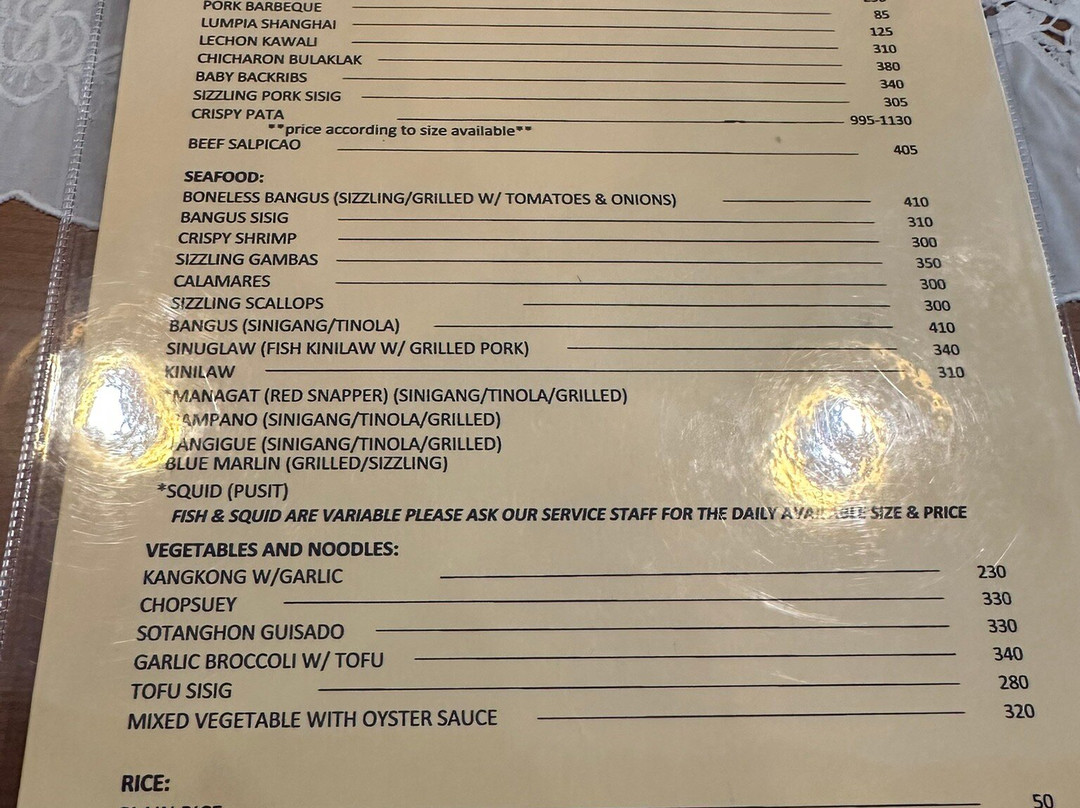 PORK BARBEQUE 85
LUMPIA SHANGHAI 125
LECHON KAWALI 310
CHICHARON BULAKLAK 380
BABY BACKRIBS 340
SIZZLING PORK SISIG 305
CRISPY PATA 995-1130
**price according to size available**
BEEF SALPICAO 405
SEAFOOD:
BONELESS BANGUS (SIZZLING/GRILLED W/ TOMATOES & ONIONS) 410
BANGUS SISIG 310
CRISPY SHRIMP 300
SIZZLING GAMBAS 350
CALAMARES 300
SIZZLING SCALLOPS 300
BANGUS (SINIGANG/TINOLA) 410
SINUGLAW (FISH KINILAW W/ GRILLED PORK) 340
KINILAW 310
*MANAGAT (RED SNAPPER) (SINIGANG/TINOLA/GRILLED)
PAMPANO (SINIGANG/TINOLA/GRILLED)
TANGIGUE (SINIGANG/TINOLA/GRILLED)
BLUE MARLIN (GRILLED/SIZZLING)
*SQUID (PUSIT)
FISH & SQUID ARE VARIABLE PLEASE ASK OUR SERVICE STAFF FOR THE DAILY AVAILABLE SIZE & PRICE
VEGETABLES AND NOODLES:
KANGKONG W/GARLIC 230
CHOPSUEY 330
SOTANGHON GUISADO 330
GARLIC BROCCOLI W/ TOFU 340
TOFU SISIG 280
MIXED VEGETABLE WITH OYSTER SAUCE 320
RICE:
PLAIN RICE 50